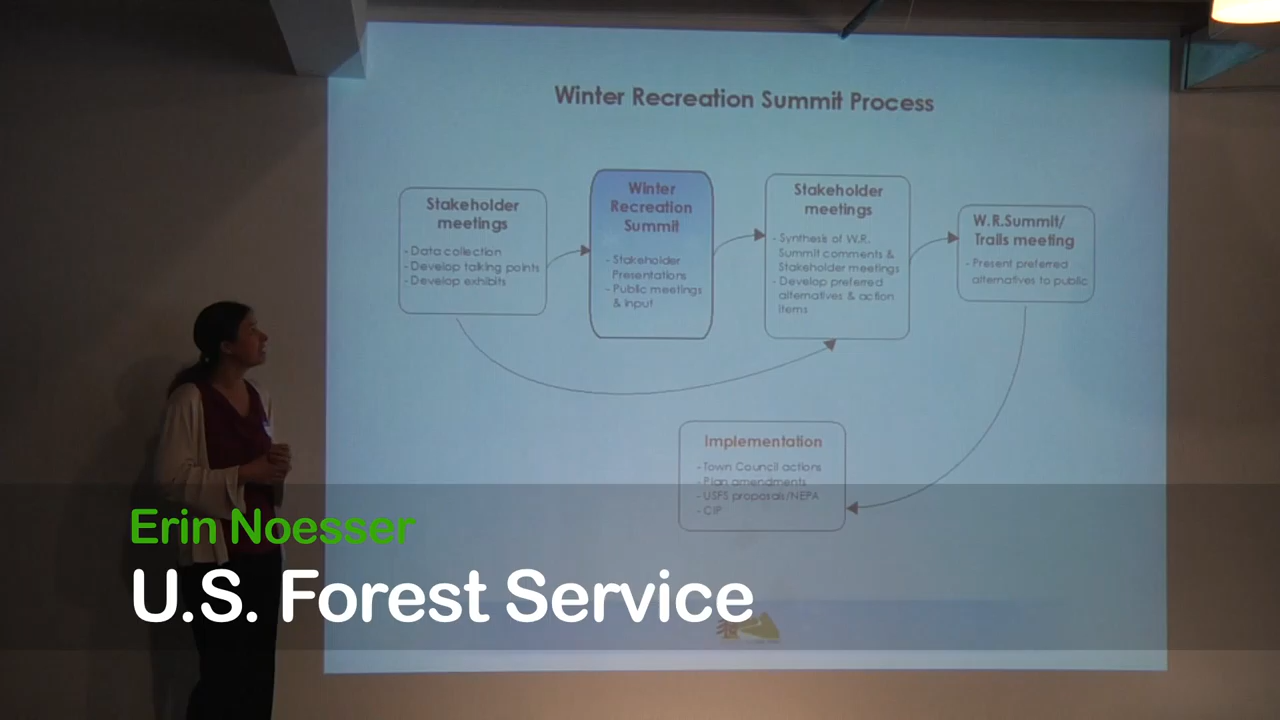 Winter Recreation Summit Process
Stakeholder
meetings
- Data collection
- Develop talking points
- Develop exhibits
Winter
Recreation
Summit
- Stakeholder
Presentations
- Public meetings
& input
Stakeholder
meetings
- Synthesis of W.R.
Summit comments &
Stakeholder meetings
- Develop preferred
alternatives & action
items
W.R.Summit/
Trails meeting
- Present preferred
alternatives to public
Implementation
- Town Council actions
- Plan amendments
- USFS proposals/NEPA
- CIP
Erin Noesser
U.S. Forest Service